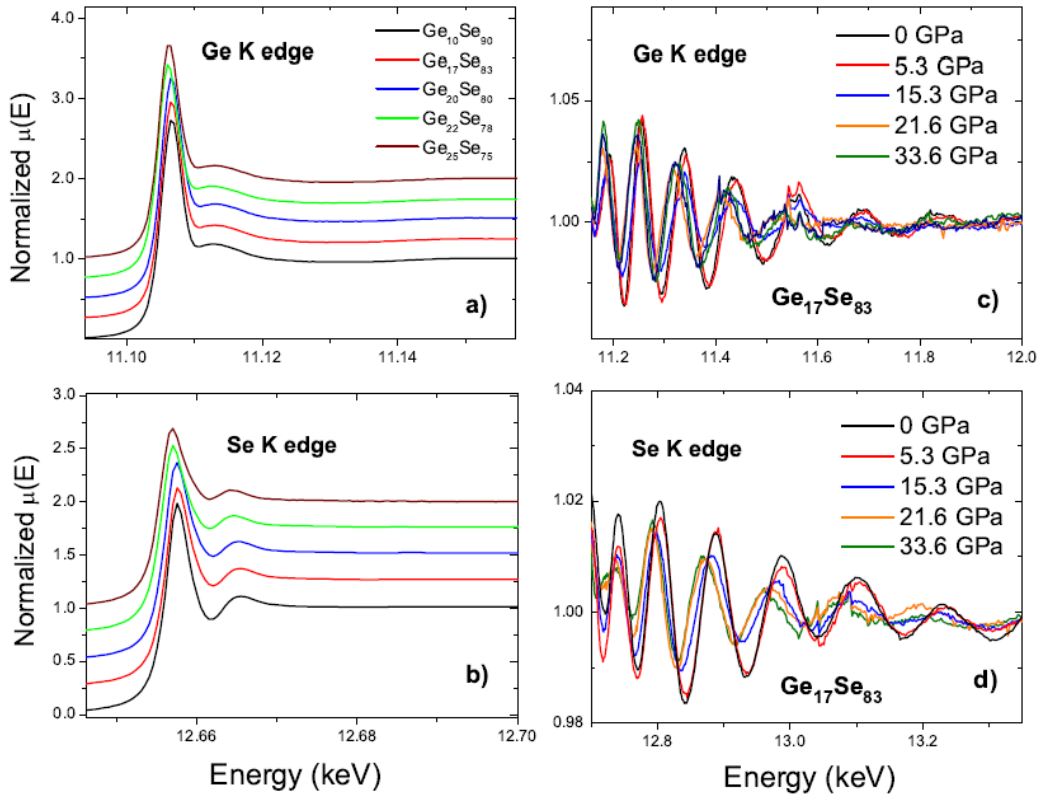 4.0
3.0
2.0
1.0
Normalized μ(E)
Ge K edge
Ge₁₀Se₉₀
Ge₁₇Se₈₃
Ge₂₀Se₈₀
Ge₂₂Se₇₈
Ge₂₅Se₇₅
a)
11.10
11.12
11.14
1.05
1.00
Ge K edge
0 GPa
5.3 GPa
15.3 GPa
21.6 GPa
33.6 GPa
Ge₁₇Se₈₃
c)
11.2
11.4
11.6
11.8
12.0
3.0
2.5
2.0
1.5
1.0
0.5
0.0
Normalized μ(E)
Se K edge
b)
12.66
12.68
12.70
Energy (keV)
1.04
1.02
1.00
0.98
Se K edge
0 GPa
5.3 GPa
15.3 GPa
21.6 GPa
33.6 GPa
Ge₁₇Se₈₃
d)
12.8
13.0
13.2
Energy (keV)